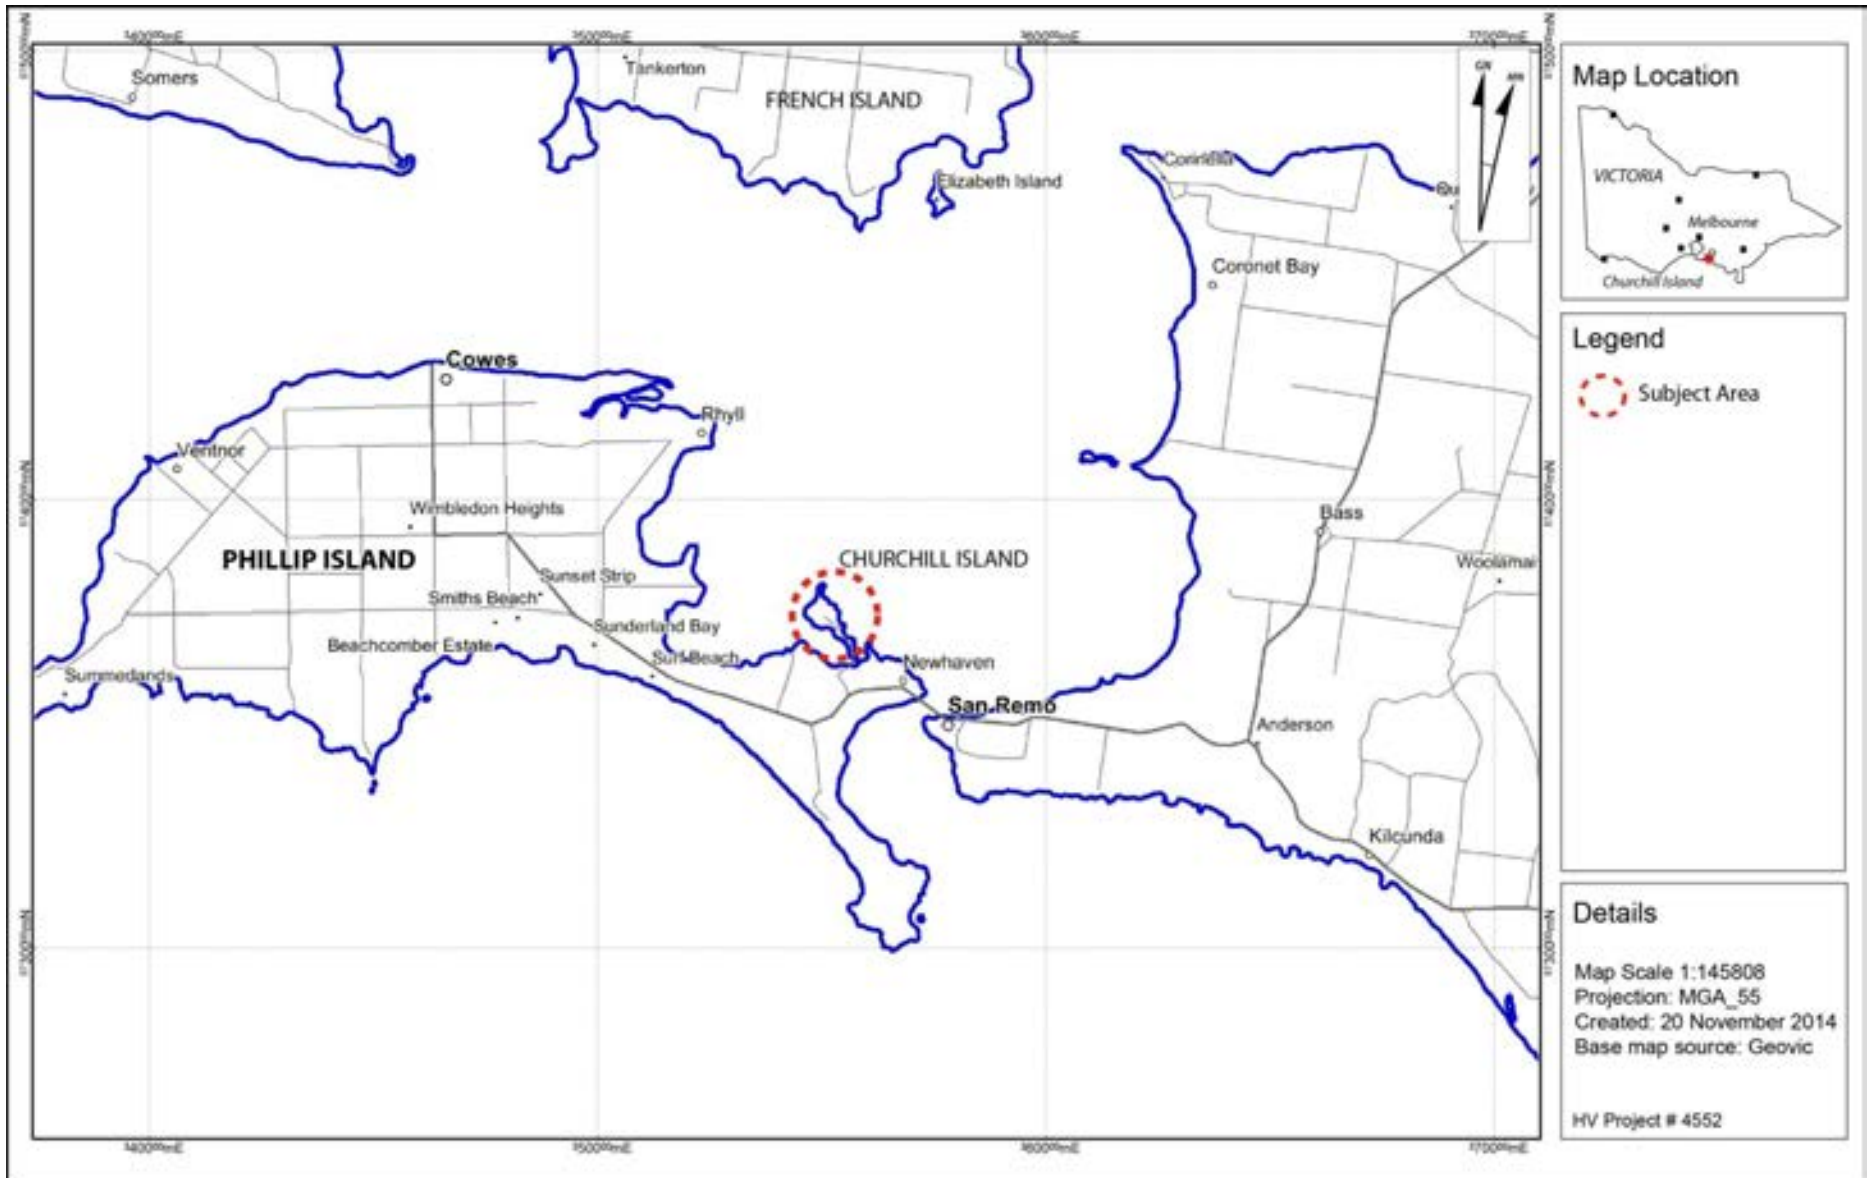 Somers
Tankerton
FRENCH ISLAND
Elizabeth Island
GN
MN
Corinella
Coronet Bay
Cowes
Rhyll
Ventnor
Wimbledon Heights
PHILLIP ISLAND
CHURCHILL ISLAND
Bass
Woolamai
Sunset Strip
Smiths Beach
Sunderland Bay
Beachcomber Estate
Surf Beach
Summerlands
Newhaven
San Remo
Anderson
Kilcunda
Map Location
VICTORIA
Melbourne
Churchill Island
Legend
Subject Area
Details
Map Scale 1:145808
Projection: MGA_55
Created: 20 November 2014
Base map source: Geovic
HV Project # 4552